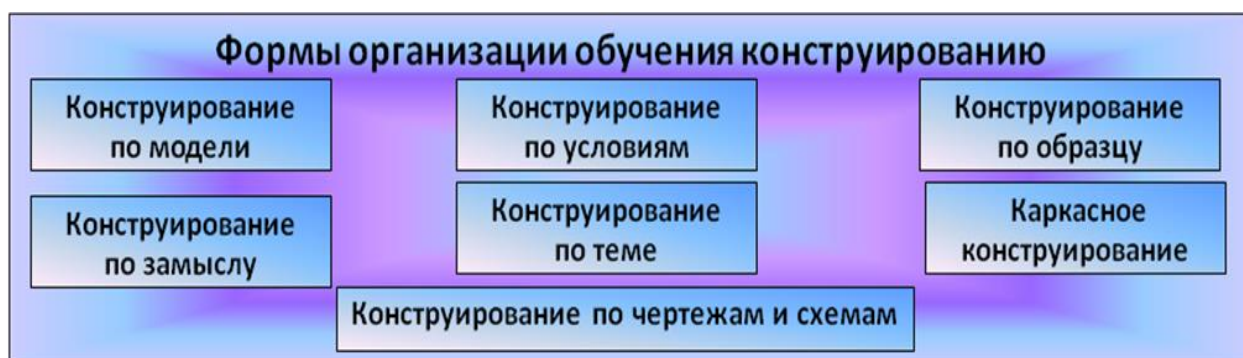 Формы организации обучения конструированию
Конструирование
по модели
Конструирование
по условиям
Конструирование
по образцу
Конструирование
по замыслу
Конструирование
по теме
Каркасное
конструирование
Конструирование по чертежам и схемам